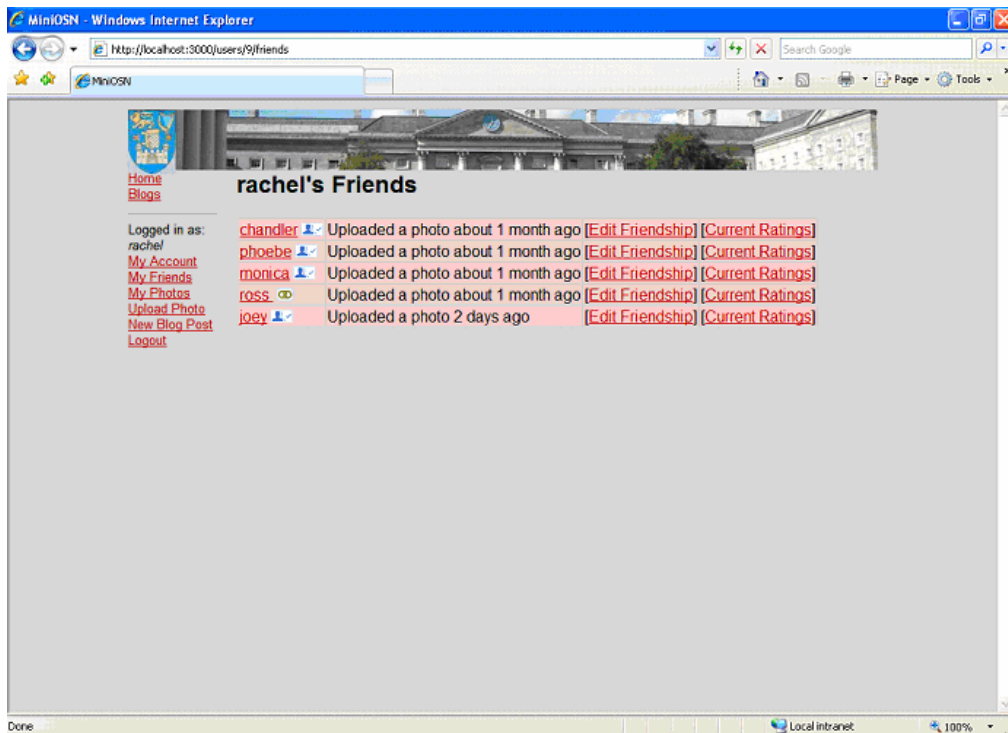 MiniOSN - Windows Internet Explorer
http://localhost:3000/users/9/friends
Search Google
MiniOSN
Page
Tools
Home
Blogs
rachel's Friends
Logged in as:
rachel
My Account
My Friends
My Photos
Upload Photo
New Blog Post
Logout
chandler Uploaded a photo about 1 month ago [Edit Friendship] [Current Ratings]
phoebe Uploaded a photo about 1 month ago [Edit Friendship] [Current Ratings]
monica Uploaded a photo about 1 month ago [Edit Friendship] [Current Ratings]
ross Uploaded a photo about 1 month ago [Edit Friendship] [Current Ratings]
joey Uploaded a photo 2 days ago [Edit Friendship] [Current Ratings]
Done
Local intranet
100%